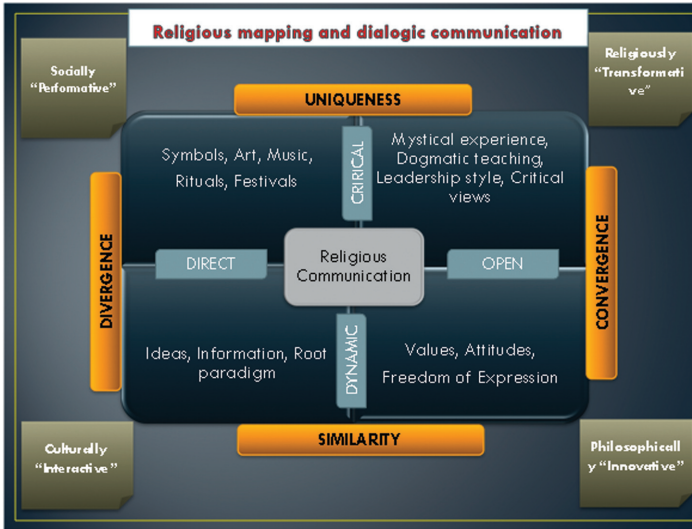 Religious mapping and dialogic communication
Socially
“Performative”
Religiously
“Transformati
ve”
UNIQUENESS
Symbols, Art, Music,
Rituals, Festivals
CRIRICAL
Mystical experience,
Dogmatic teaching,
Leadership style, Critical
views
DIVERGENCE
DIRECT
Religious
Communication
OPEN
CONVERGENCE
Ideas, Information, Root
paradigm
DYNAMIC
Values, Attitudes,
Freedom of Expression
SIMILARITY
Culturally
“Interactive”
Philosophicall
y “Innovative”